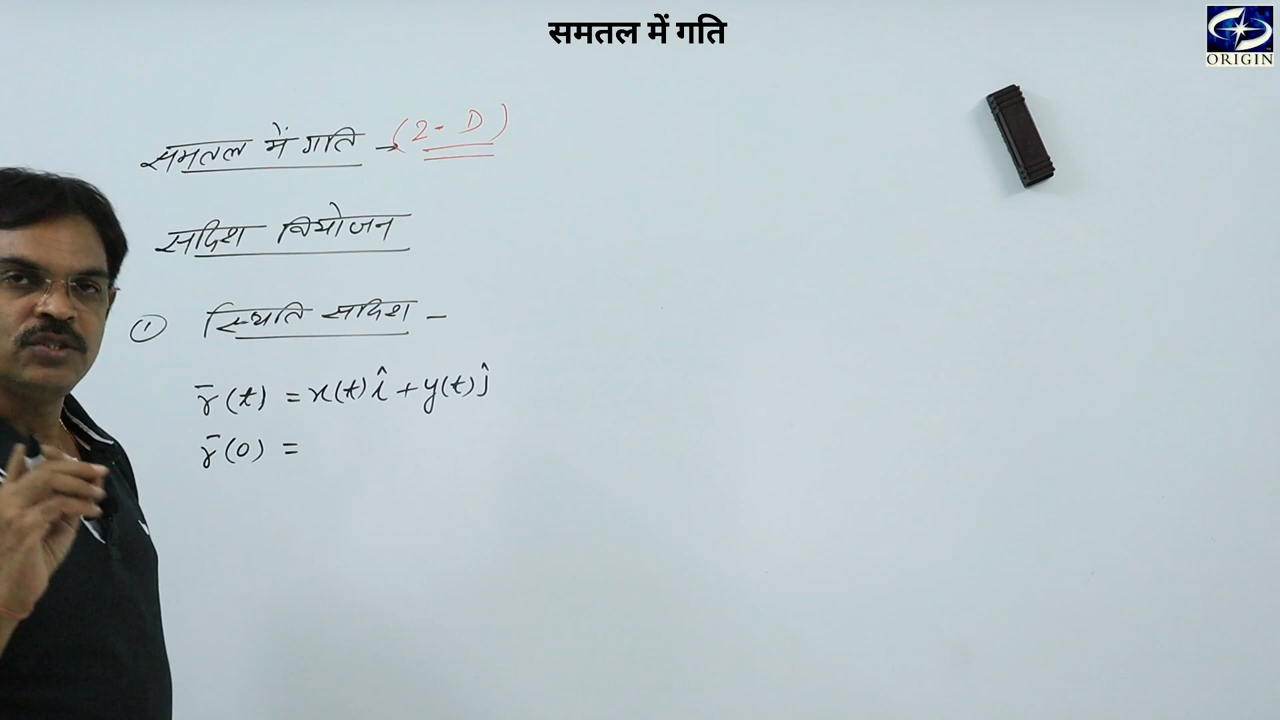 समतल में गति
ORIGIN
समतल में गति → (2-D)
सदिश वियोजन
① स्थिति सदिश –
r̄(t) = x(t)î + y(t)ĵ
r̄(0) =